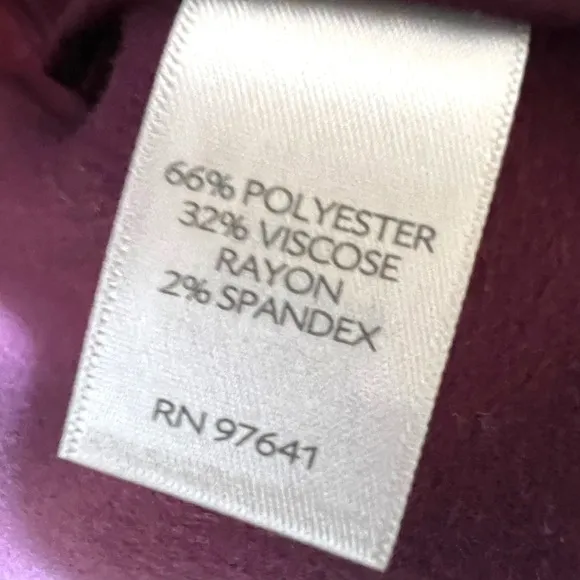 66% POLYESTER
32% VISCOSE
RAYON
2% SPANDEX
RN 97641